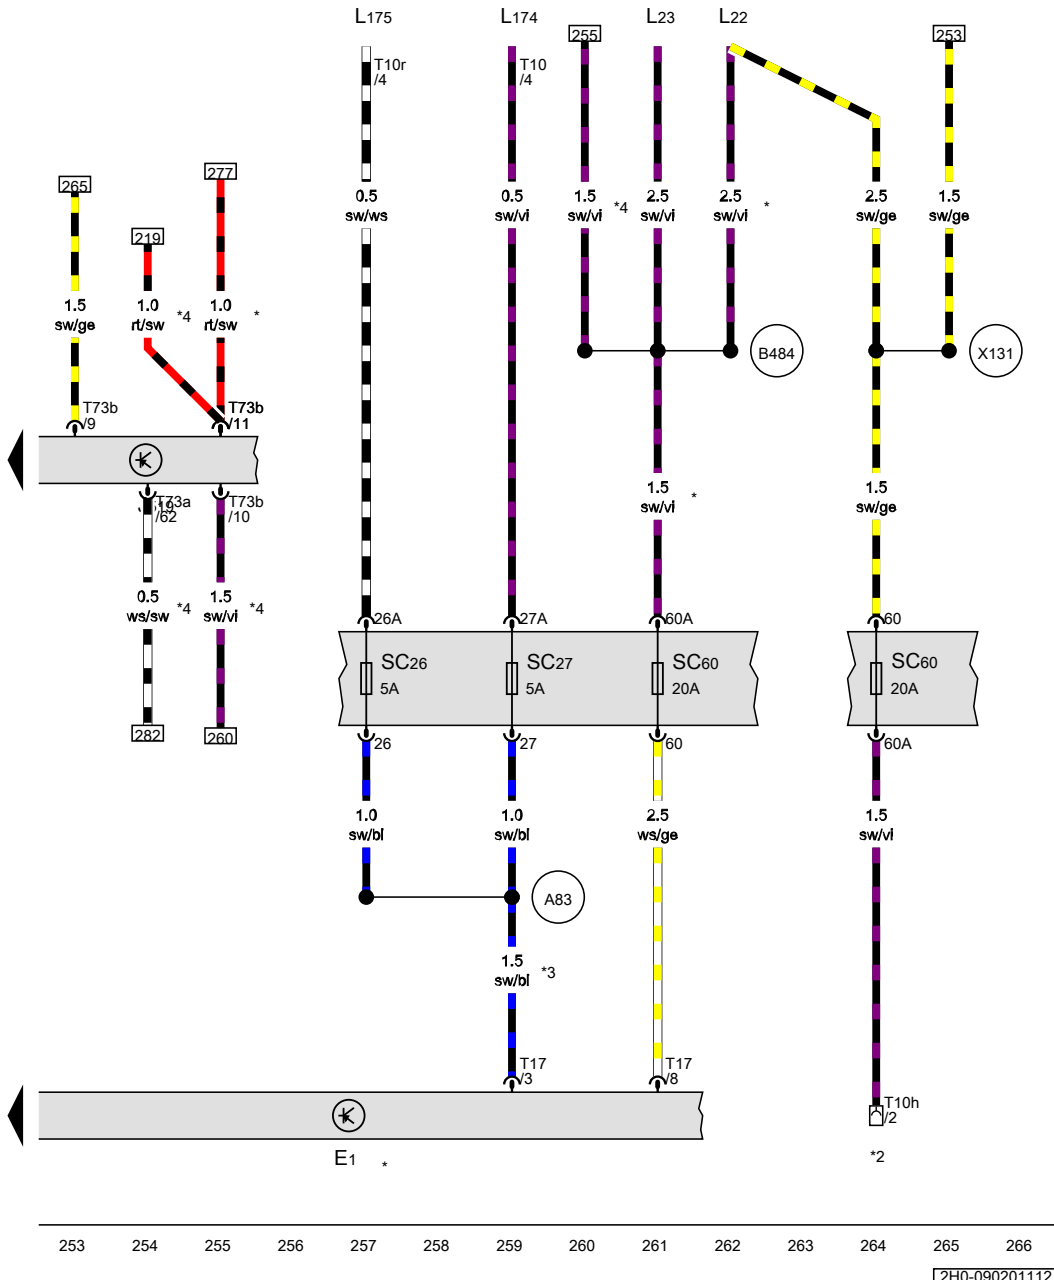 L175
L174
L23
L22
255
253
T10r
/4
T10
/4
277
265
0.5
sw/ws
0.5
sw/vi
1.5
sw/vi
*4
2.5
sw/vi
2.5
sw/vi
*
2.5
sw/ge
1.5
sw/ge
219
1.5
sw/ge
1.0
rt/sw
*4
1.0
rt/sw
*
B484
X131
T73b
/9
T73b
/11
T73a
/62
T73b
/10
1.5
sw/vi
*
1.5
sw/ge
0.5
ws/sw
*4
1.5
sw/vi
*4
26A
27A
60A
60
SC26
5A
SC27
5A
SC60
20A
SC60
20A
282
260
26
27
60
60A
1.0
sw/bl
1.0
sw/bl
2.5
ws/ge
1.5
sw/vi
A83
1.5
sw/bl
*3
T17
/3
T17
/8
T10h
/2
E1
*
*2
253 254 255 256 257 258 259 260 261 262 263 264 265 266
2H0-090201112